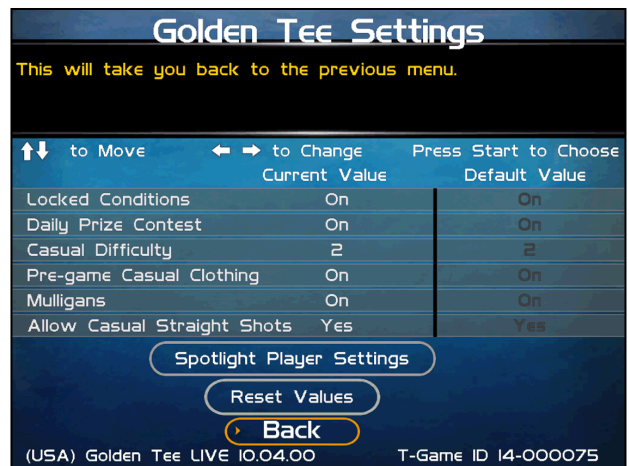 Golden Tee Settings
This will take you back to the previous menu.
to Move to Change Press Start to Choose
Current Value Default Value
Locked Conditions On On
Daily Prize Contest On On
Casual Difficulty 2 2
Pre-game Casual Clothing On On
Mulligans On On
Allow Casual Straight Shots Yes Yes
Spotlight Player Settings
Reset Values
Back
(USA) Golden Tee LIVE 10.04.00 T-Game ID 14-000075